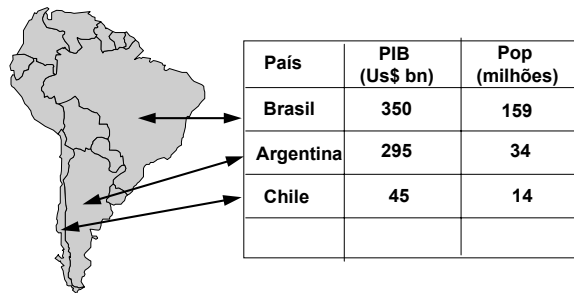 País PIB (Us$ bn) Pop (milhões)
Brasil 350 159
Argentina 295 34
Chile 45 14